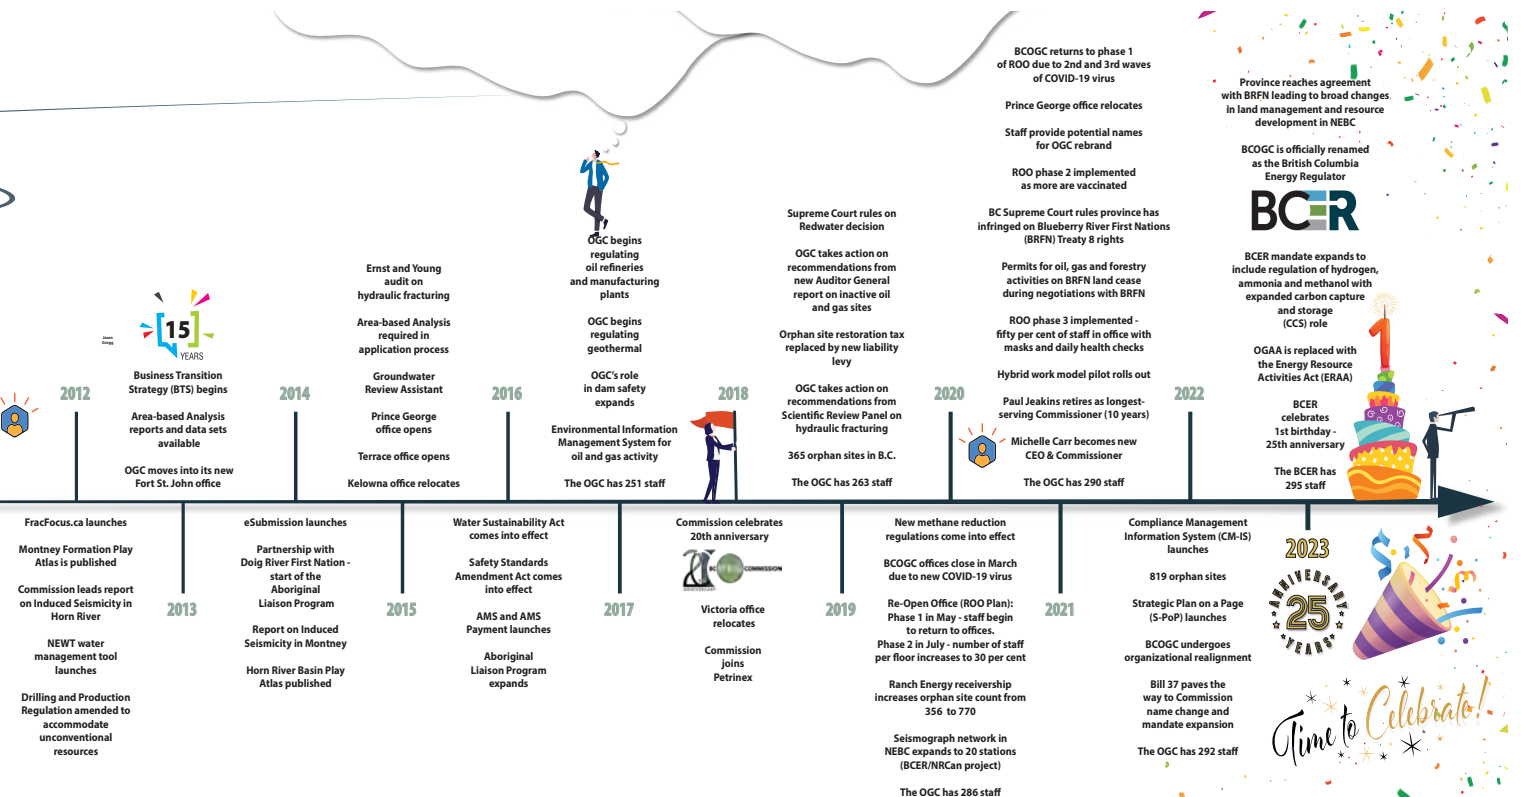 2012
FracFocus.ca launches
Montney Formation Play
Atlas is published
Commission leads report
on Induced Seismicity in
Horn River
NEWT water
management tool
launches
Drilling and Production
Regulation amended to
accommodate
unconventional
resources
Jason
Gregg
15
YEARS
Business Transition
Strategy (BTS) begins
Area-based Analysis
reports and data sets
available
OGC moves into its new
Fort St. John office
2013
2014
eSubmission launches
Partnership with
Doig River First Nation -
start of the
Aboriginal
Liaison Program
Report on Induced
Seismicity in Montney
Horn River Basin Play
Atlas published
Ernst and Young
audit on
hydraulic fracturing
Area-based Analysis
required in
application process
Groundwater
Review Assistant
Prince George
office opens
Terrace office opens
Kelowna office relocates
2015
2016
Water Sustainability Act
comes into effect
Safety Standards
Amendment Act comes
into effect
AMS and AMS
Payment launches
Aboriginal
Liaison Program
expands
OGC begins
regulating
oil refineries
and manufacturing
plants
OGC begins
regulating
geothermal
OGC's role
in dam safety
expands
Environmental Information
Management System for
oil and gas activity
The OGC has 251 staff
2017
2018
Commission celebrates
20th anniversary
BC
COMMISSION
ANNIVERSARY
Victoria office
relocates
Commission
joins
Petrinex
Supreme Court rules on
Redwater decision
OGC takes action on
recommendations from
new Auditor General
report on inactive oil
and gas sites
Orphan site restoration tax
replaced by new liability
levy
OGC takes action on
recommendations from
Scientific Review Panel on
hydraulic fracturing
365 orphan sites in B.C.
The OGC has 263 staff
2019
2020
New methane reduction
regulations come into effect
BCOGC offices close in March
due to new COVID-19 virus
Re-Open Office (ROO Plan):
Phase 1 in May - staff begin
to return to offices.
Phase 2 in July - number of staff
per floor increases to 30 per cent
Ranch Energy receivership
increases orphan site count from
356 to 770
Seismograph network in
NEBC expands to 20 stations
(BCER/NRCan project)
The OGC has 286 staff
BCOGC returns to phase 1
of ROO due to 2nd and 3rd waves
of COVID-19 virus
Prince George office relocates
Staff provide potential names
for OGC rebrand
ROO phase 2 implemented
as more are vaccinated
BC Supreme Court rules province has
infringed on Blueberry River First Nations
(BRFN) Treaty 8 rights
Permits for oil, gas and forestry
activities on BRFN land cease
during negotiations with BRFN
ROO phase 3 implemented -
fifty per cent of staff in office with
masks and daily health checks
Hybrid work model pilot rolls out
Paul Jeakins retires as longest-
serving Commissioner (10 years)
Michelle Carr becomes new
CEO & Commissioner
The OGC has 290 staff
2021
2022
Compliance Management
Information System (CM-IS)
launches
819 orphan sites
Strategic Plan on a Page
(S-PoP) launches
BCOGC undergoes
organizational realignment
Bill 37 paves the
way to Commission
name change and
mandate expansion
The OGC has 292 staff
Province reaches agreement
with BRFN leading to broad changes
in land management and resource
development in NEBC
BCOGC is officially renamed
as the British Columbia
Energy Regulator
BCER
BCER mandate expands to
include regulation of hydrogen,
ammonia and methanol with
expanded carbon capture
and storage
(CCS) role
OGAA is replaced with
the Energy Resource
Activities Act (ERAA)
BCER
celebrates
1st birthday -
25th anniversary
The BCER has
295 staff
1
2023
ANNIVERSARY
25
YEARS
Time to Celebrate!